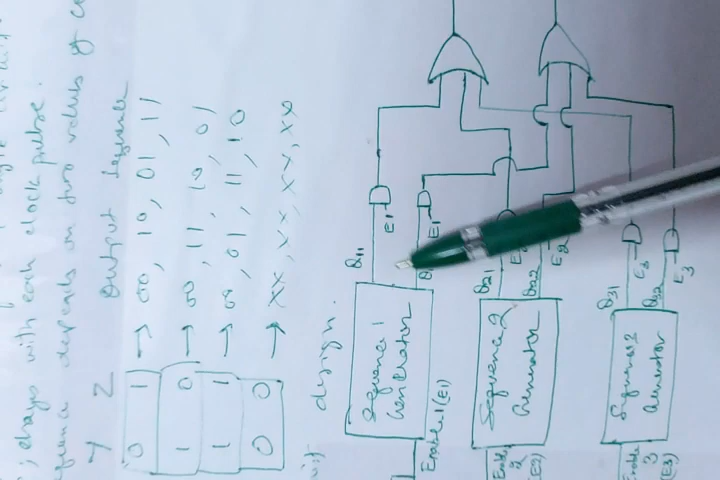 ; chages with each clock pulse.
depends on two values of
Y Z Output Sequence
0 1 → 00, 10, 01, 11
1 0 → 00, 11, 10, 01
1 1 → 00, 01, 11, 10
0 0 → XX, XX, XX, XX
design.
Sequence 1
Generator
Enable 1 (E1)
Q11
E1
E1
Sequence 2
Generator
Enable
2
(E2)
Q21
Q22
E2
Sequence 3
Generator
Enable
3
(E3)
Q31
Q32
E3
E3